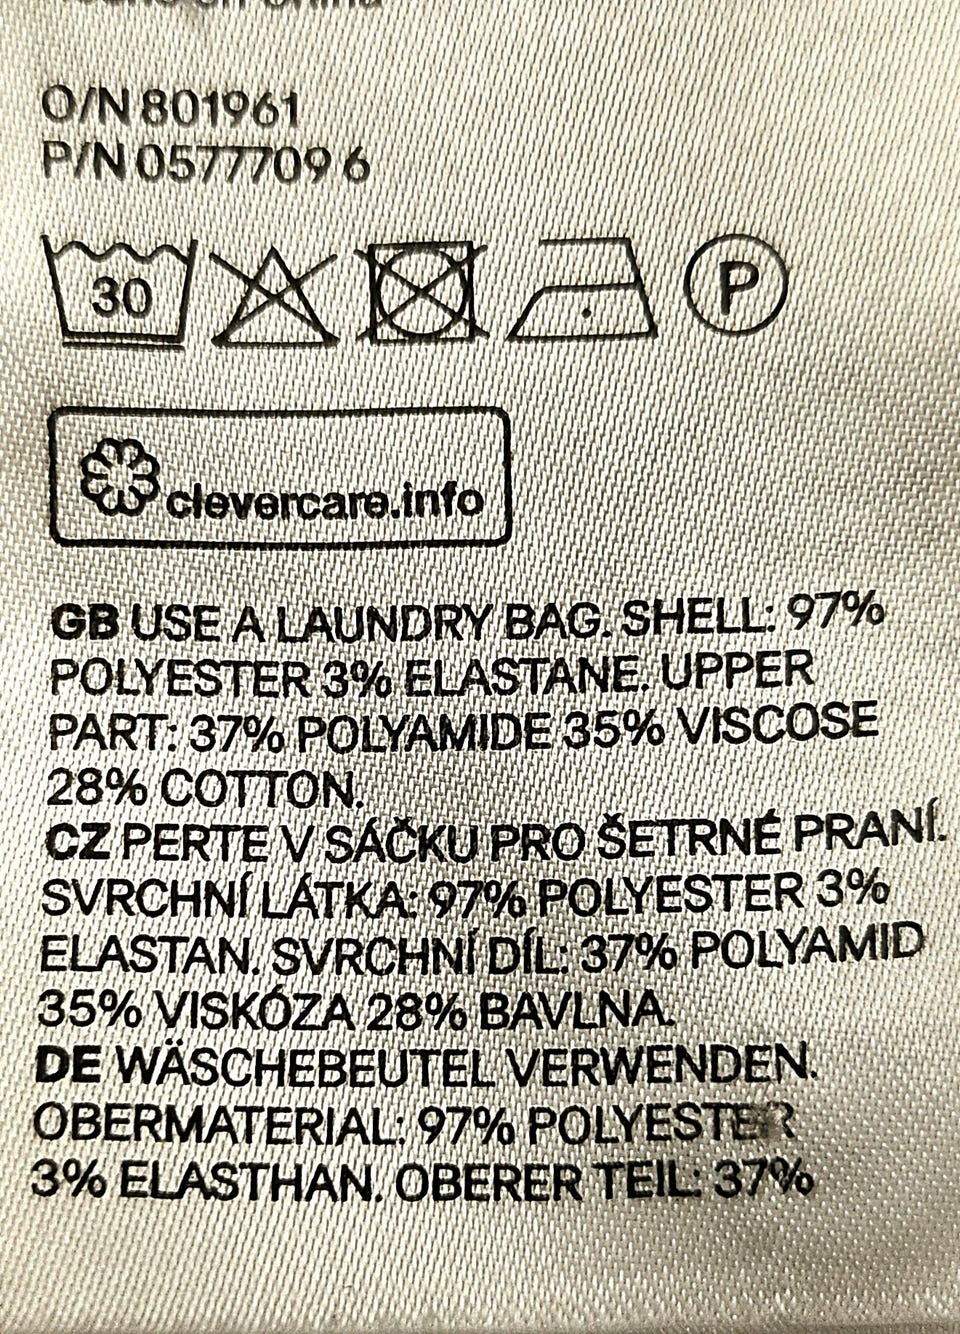 O/N 801961
P/N 0577709 6
30
P
clevercare.info
GB USE A LAUNDRY BAG. SHELL: 97%
POLYESTER 3% ELASTANE. UPPER
PART: 37% POLYAMIDE 35% VISCOSE
28% COTTON.
CZ PERTE V SÁČKU PRO ŠETRNÉ PRANÍ.
SVRCHNÍ LÁTKA: 97% POLYESTER 3%
ELASTAN. SVRCHNÍ DÍL: 37% POLYAMID
35% VISKÓZA 28% BAVLNA.
DE WÄSCHEBEUTEL VERWENDEN.
OBERMATERIAL: 97% POLYESTER
3% ELASTHAN. OBERER TEIL: 37%